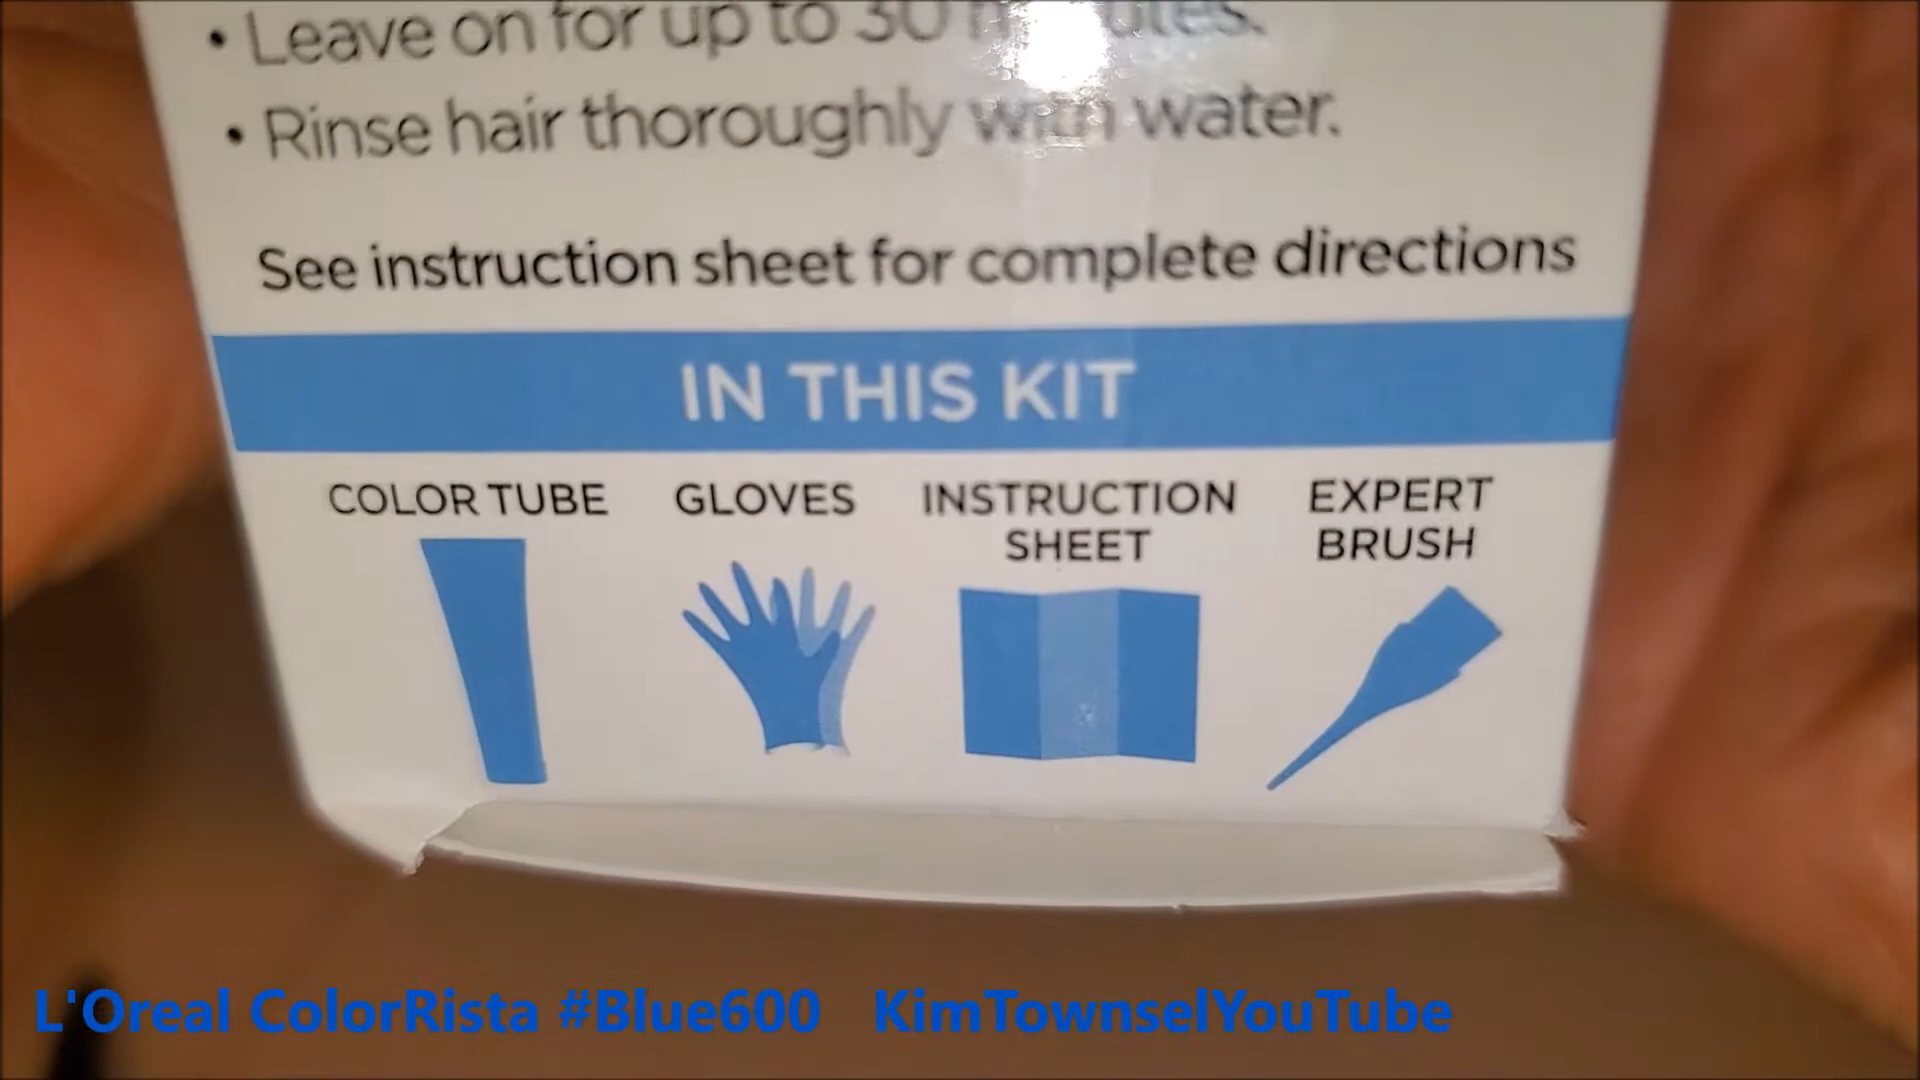 • Leave on for up to 30 minutes.
• Rinse hair thoroughly with water.
See instruction sheet for complete directions
IN THIS KIT
COLOR TUBE
GLOVES
INSTRUCTION
SHEET
EXPERT
BRUSH
L'Oreal ColorRista #Blue600 KimTownselYouTube